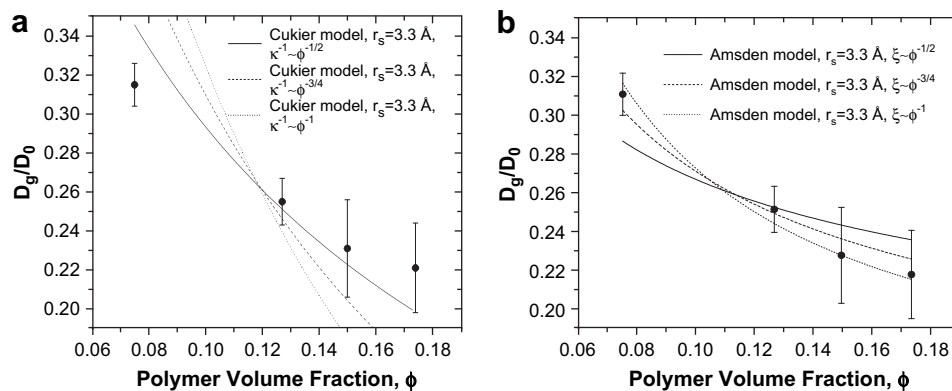 a
0.34
0.32
0.30
0.28
0.26
0.24
0.22
0.20
D_g/D_0
Cukier model, r_s=3.3 Å,
κ^-1~ϕ^-1/2
Cukier model, r_s=3.3 Å,
κ^-1~ϕ^-3/4
Cukier model, r_s=3.3 Å,
κ^-1~ϕ^-1
0.06 0.08 0.10 0.12 0.14 0.16 0.18
Polymer Volume Fraction, ϕ
b
0.34
0.32
0.30
0.28
0.26
0.24
0.22
0.20
D_g/D_0
Amsden model, r_s=3.3 Å, ξ~ϕ^-1/2
Amsden model, r_s=3.3 Å, ξ~ϕ^-3/4
Amsden model, r_s=3.3 Å, ξ~ϕ^-1
0.06 0.08 0.10 0.12 0.14 0.16 0.18
Polymer Volume Fraction, ϕ